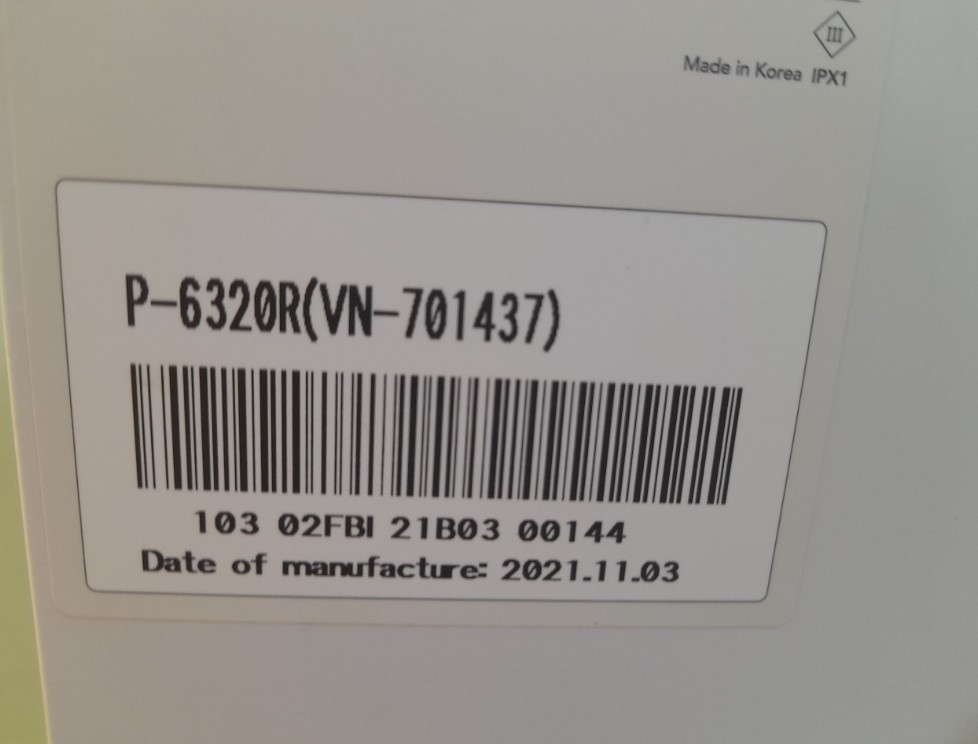 III
Made in Korea IPX1
P-6320R(VN-701437)
103 02FBI 21B03 00144
Date of manufacture: 2021.11.03